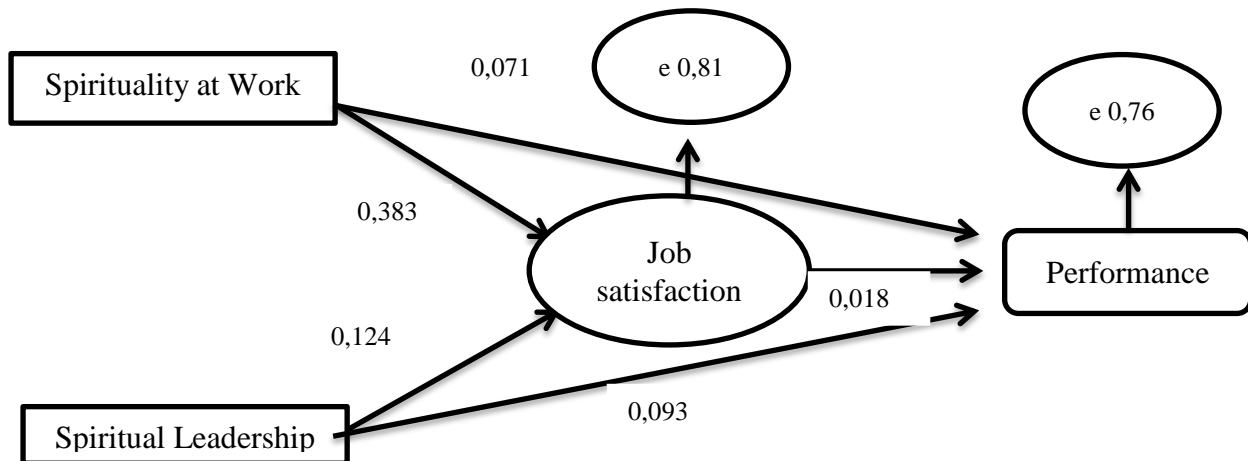 0,071
e 0,81
Spirituality at Work
e 0,76
0,383
Job
satisfaction
Performance
0,018
0,124
0,093
Spiritual Leadership